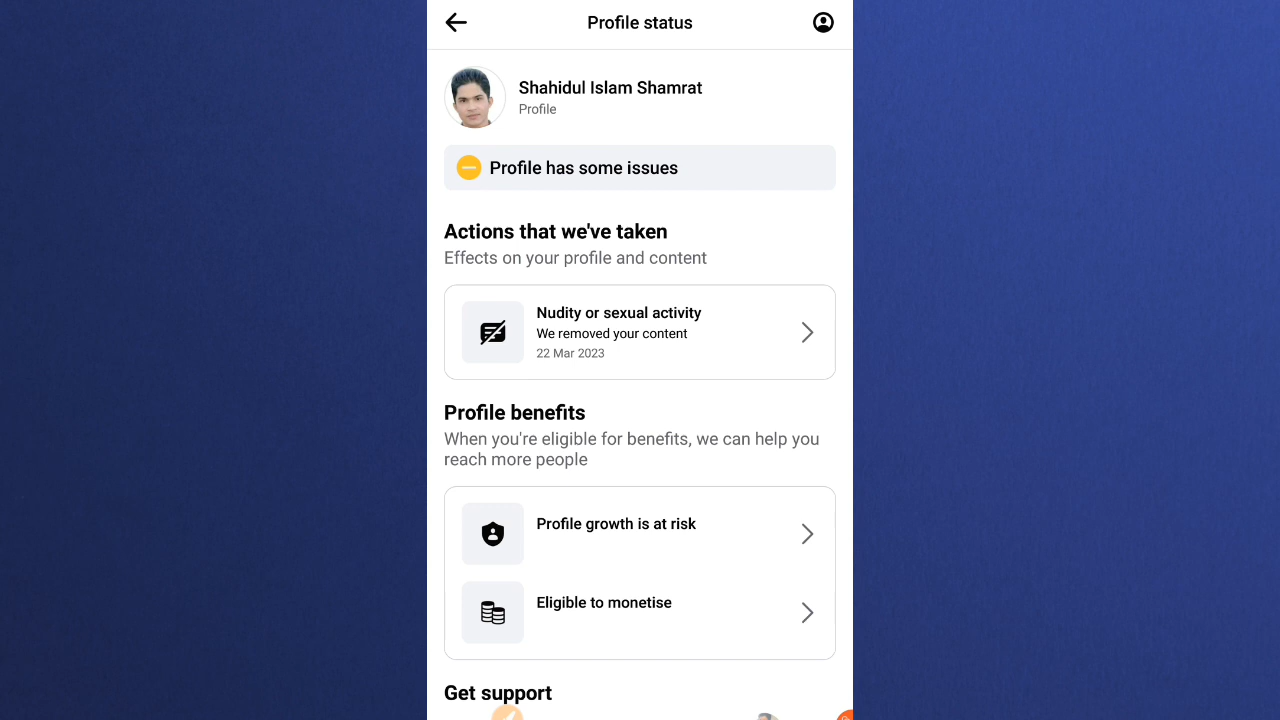 Profile status
Shahidul Islam Shamrat
Profile
Profile has some issues
Actions that we've taken
Effects on your profile and content
Nudity or sexual activity
We removed your content
22 Mar 2023
Profile benefits
When you're eligible for benefits, we can help you
reach more people
Profile growth is at risk
Eligible to monetise
Get support